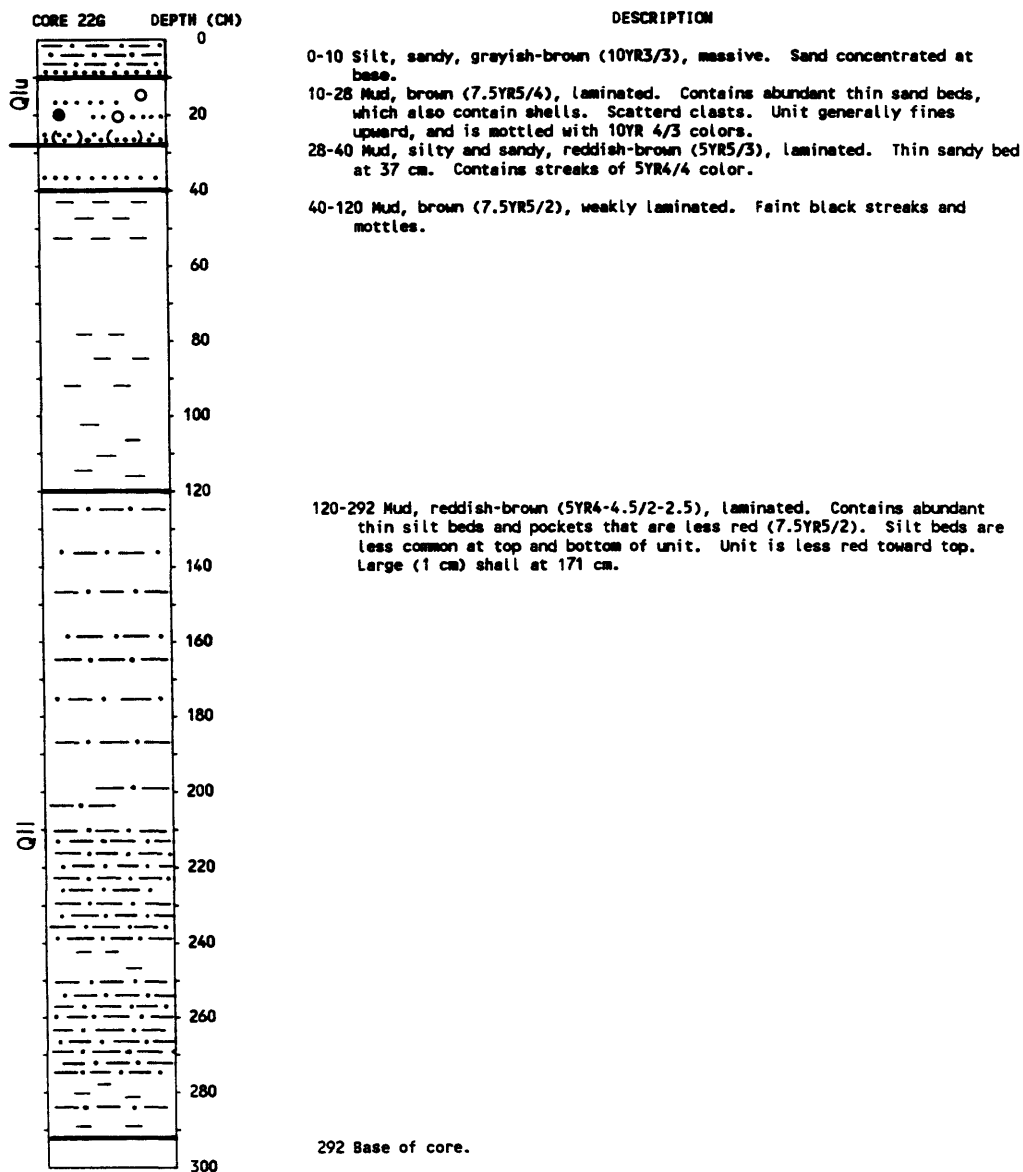 CORE 22G DEPTH (CM) DESCRIPTION
0
0-10 Silt, sandy, grayish-brown (10YR3/3), massive. Sand concentrated at
base.
10-28 Mud, brown (7.5YR5/4), laminated. Contains abundant thin sand beds,
which also contain shells. Scatterd clasts. Unit generally fines
upward, and is mottled with 10YR 4/3 colors.
28-40 Mud, silty and sandy, reddish-brown (5YR5/3), laminated. Thin sandy bed
at 37 cm. Contains streaks of 5YR4/4 color.
Qlu
20
40
40-120 Mud, brown (7.5YR5/2), weakly laminated. Faint black streaks and
mottles.
60
80
100
120
120-292 Mud, reddish-brown (5YR4-4.5/2-2.5), laminated. Contains abundant
thin silt beds and pockets that are less red (7.5YR5/2). Silt beds are
less common at top and bottom of unit. Unit is less red toward top.
Large (1 cm) shall at 171 cm.
140
160
180
200
Qll
220
240
260
280
292 Base of core.
300